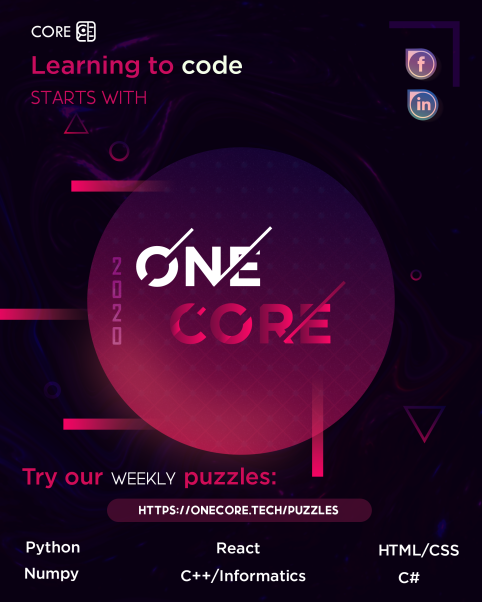 CORE
Learning to code
STARTS WITH
f
in
2020
ONE
CORE
Try our WEEKLY puzzles:
HTTPS://ONECORE.TECH/PUZZLES
Python
React
HTML/CSS
Numpy
C++/Informatics
C#